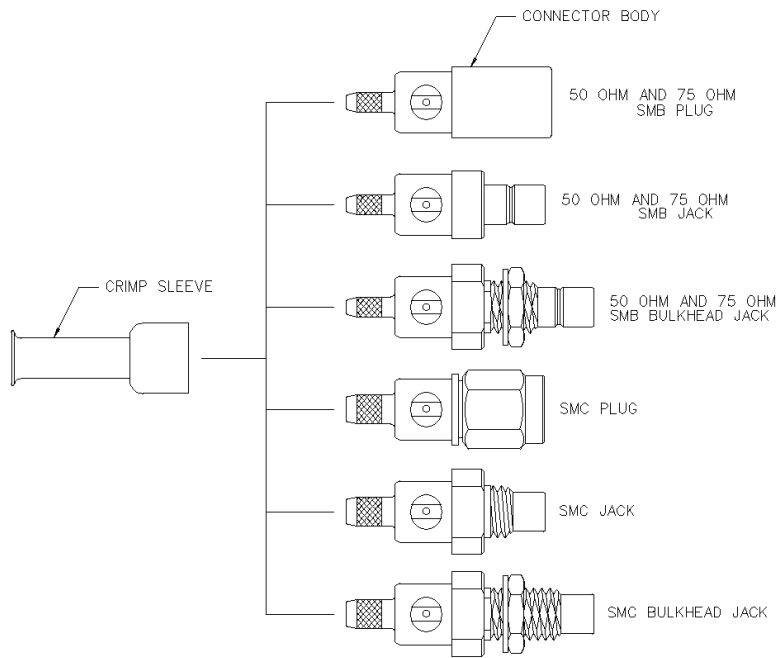 CONNECTOR BODY
50 OHM AND 75 OHM
SMB PLUG
50 OHM AND 75 OHM
SMB JACK
CRIMP SLEEVE
50 OHM AND 75 OHM
SMB BULKHEAD JACK
SMC PLUG
SMC JACK
SMC BULKHEAD JACK